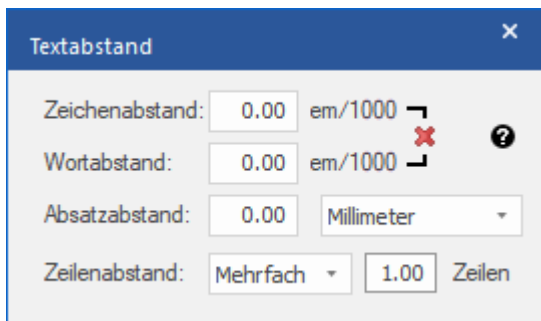 Textabstand
Zeichenabstand: 0.00 em/1000
Wortabstand: 0.00 em/1000
Absatzabstand: 0.00 Millimeter
Zeilenabstand: Mehrfach 1.00 Zeilen